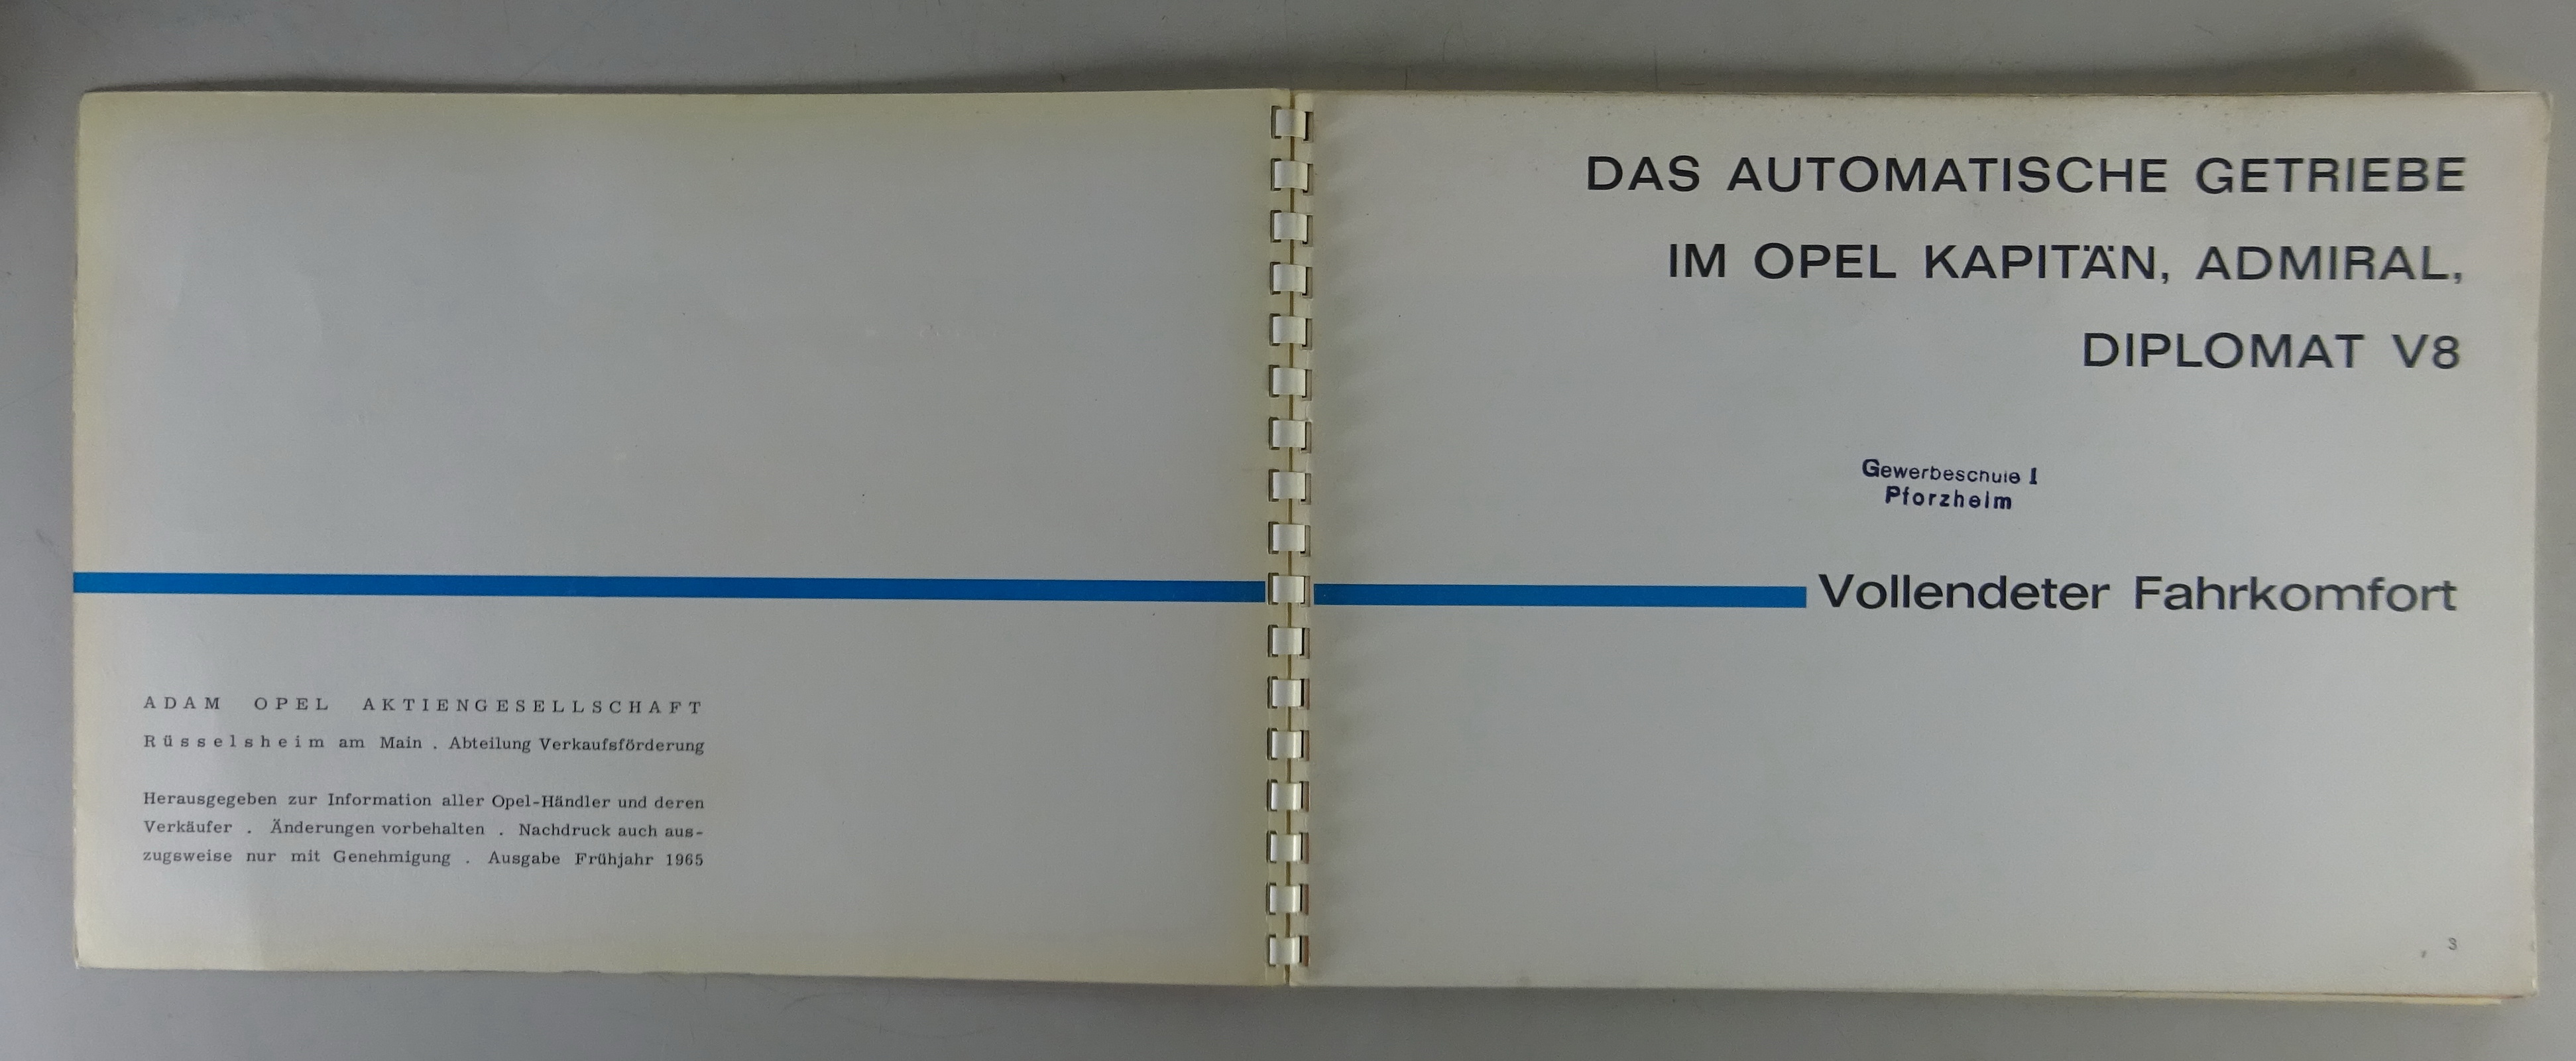 ADAM OPEL AKTIENGESELLSCHAFT
Rüsselsheim am Main . Abteilung Verkaufsförderung
Herausgegeben zur Information aller Opel-Händler und deren
Verkäufer . Änderungen vorbehalten . Nachdruck auch aus-
zugsweise nur mit Genehmigung . Ausgabe Frühjahr 1965
DAS AUTOMATISCHE GETRIEBE
IM OPEL KAPITÄN, ADMIRAL,
DIPLOMAT V8
Gewerbeschule I
Pforzheim
Vollendeter Fahrkomfort
3